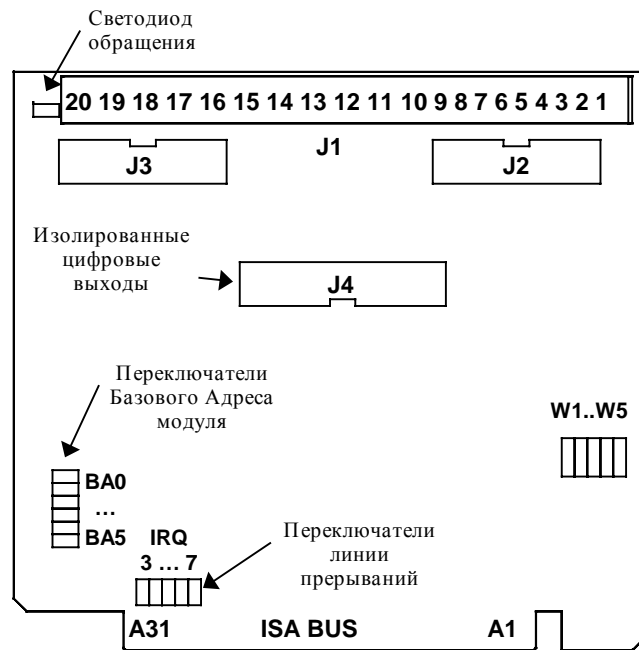 Светодиод
обращения
20 19 18 17 16 15 14 13 12 11 10 9 8 7 6 5 4 3 2 1
J3
J1
J2
Изолированные
цифровые
выходы
J4
Переключатели
Базового Адреса
модуля
W1..W5
BA0
...
BA5
IRQ
3 ... 7
Переключатели
линии
прерываний
A31
ISA BUS
A1